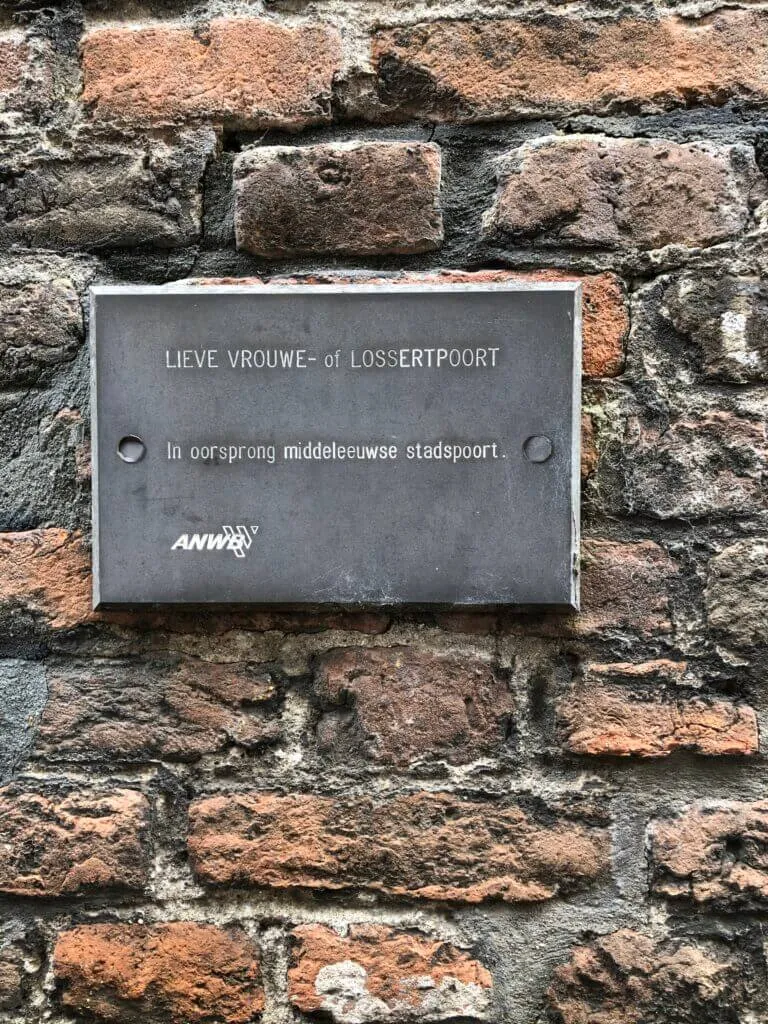 LIEVE VROUWE- of LOSSERTPOORT
In oorsprong middeleeuwse stadspoort.
ANWB